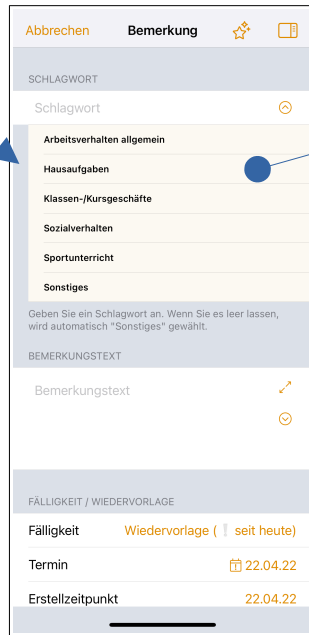 Abbrechen Bemerkung
SCHLAGWORT
Schlagwort
Arbeitsverhalten allgemein
Hausaufgaben
Klassen-/Kursgeschäfte
Sozialverhalten
Sportunterricht
Sonstiges
Geben Sie ein Schlagwort an. Wenn Sie es leer lassen,
wird automatisch "Sonstiges" gewählt.
BEMERKUNGSTEXT
Bemerkungstext
FÄLLIGKEIT / WIEDERVORLAGE
Fälligkeit Wiedervorlage ( seit heute)
Termin 22.04.22
Erstellzeitpunkt 22.04.22